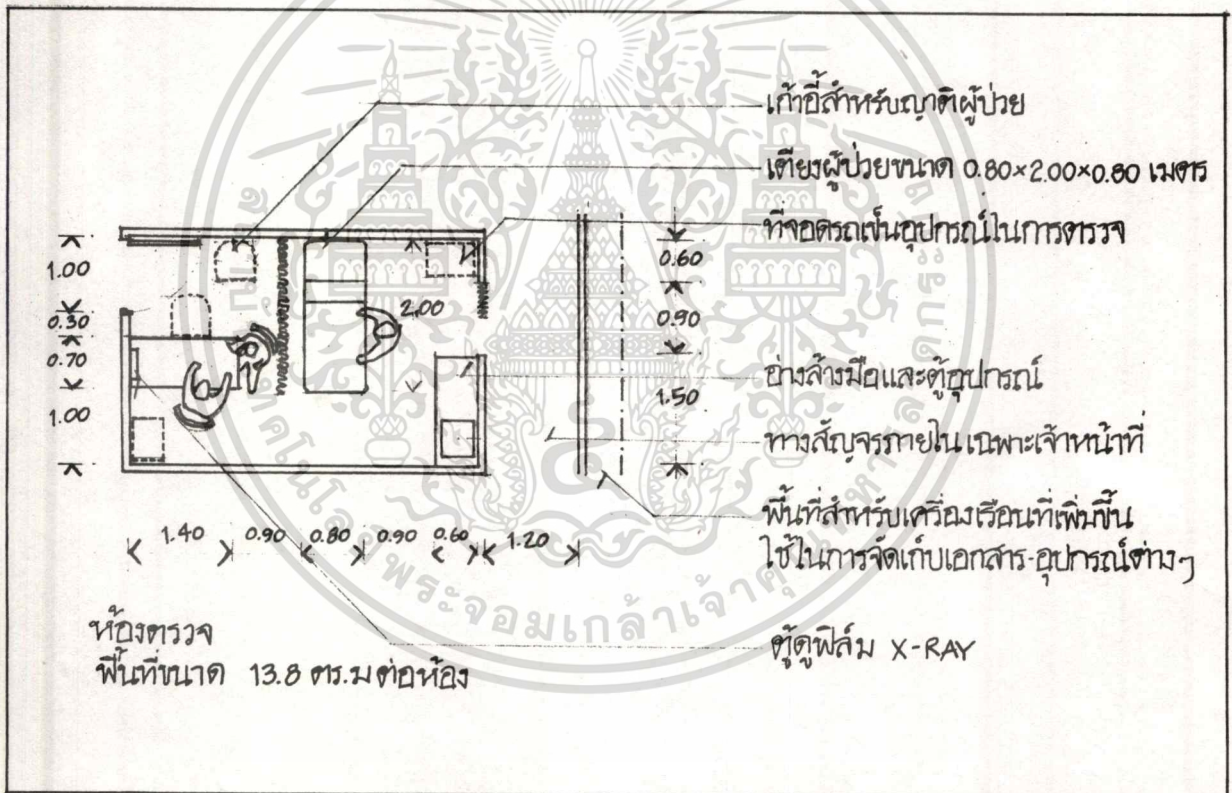 เก้าอี้สำหรับญาติผู้ป่วย
เตียงผู้ป่วยขนาด 0.80×2.00×0.80 เมตร
ที่จอดรถเข็นอุปกรณ์ในการตรวจ
1.00
0.30
0.70
1.00
2.00
0.60
0.90
1.50
อ่างล้างมือและตู้อุปกรณ์
ทางสัญจรภายใน เฉพาะเจ้าหน้าที่
พื้นที่สำหรับเครื่องเรือนที่เพิ่มขึ้น
ใช้ในการจัดเก็บเอกสาร-อุปกรณ์ต่างๆ
1.40 0.90 0.80 0.90 0.60 1.20
ห้องตรวจ
พื้นที่ขนาด 13.8 ตร.ม ต่อห้อง
ตู้ดูฟิล์ม X-RAY